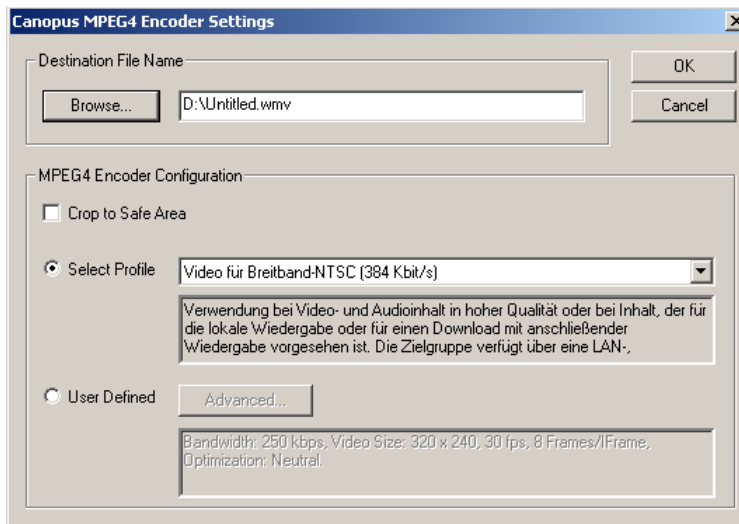 Canopus MPEG4 Encoder Settings
Destination File Name
Browse...
D:\Untitled.wmv
OK
Cancel
MPEG4 Encoder Configuration
Crop to Safe Area
Select Profile
Video für Breitband-NTSC (384 Kbit/s)
Verwendung bei Video- und Audioinhalt in hoher Qualität oder bei Inhalt, der für
die lokale Wiedergabe oder für einen Download mit anschließender
Wiedergabe vorgesehen ist. Die Zielgruppe verfügt über eine LAN-,
User Defined
Advanced...
Bandwidth: 250 kbps, Video Size: 320 x 240, 30 fps, 8 Frames/IFrame,
Optimization: Neutral.